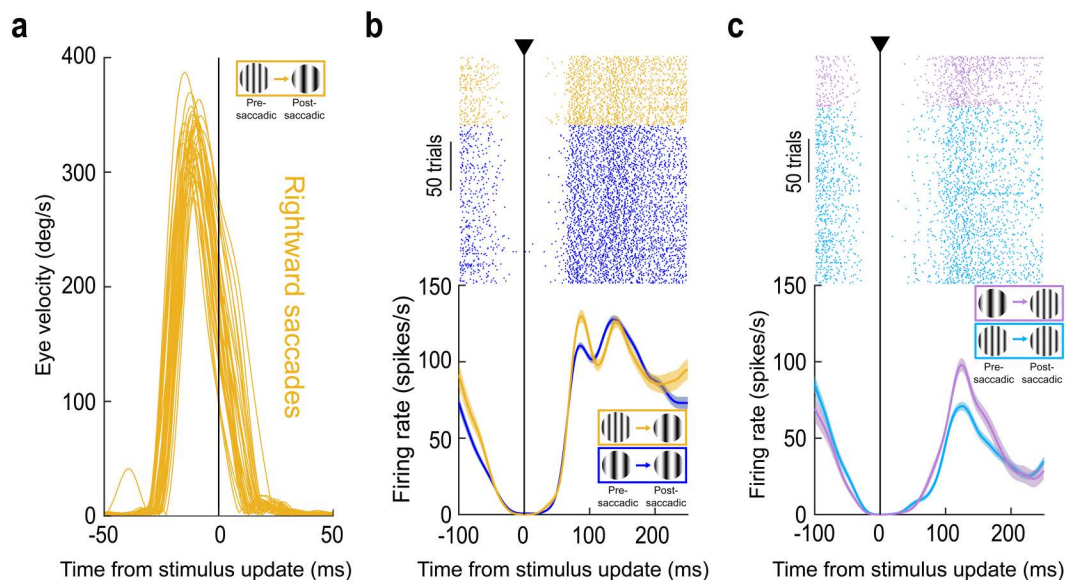 a
400
300
200
100
0
-50
0
50
Eye velocity (deg/s)
Time from stimulus update (ms)
Pre-
saccadic
Post-
saccadic
Rightward saccades
b
50 trials
150
100
50
0
-100
0
100
200
Firing rate (spikes/s)
Time from stimulus update (ms)
Pre-
saccadic
Post-
saccadic
c
50 trials
150
100
50
0
-100
0
100
200
Firing rate (spikes/s)
Time from stimulus update (ms)
Pre-
saccadic
Post-
saccadic